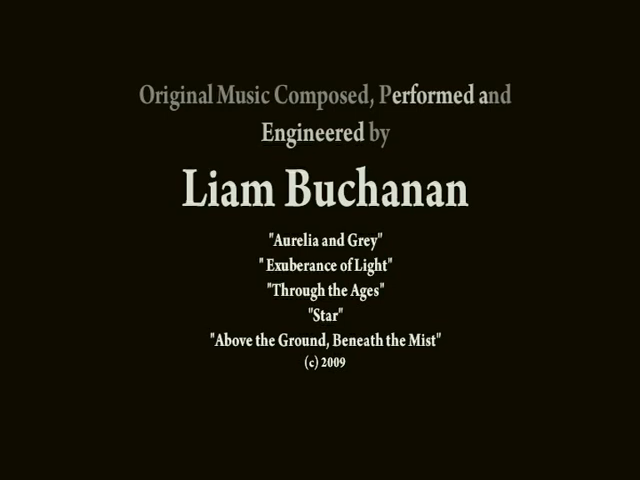 Original Music Composed, Performed and
Engineered by
Liam Buchanan
"Aurelia and Grey"
" Exuberance of Light"
"Through the Ages"
"Star"
"Above the Ground, Beneath the Mist"
(c) 2009